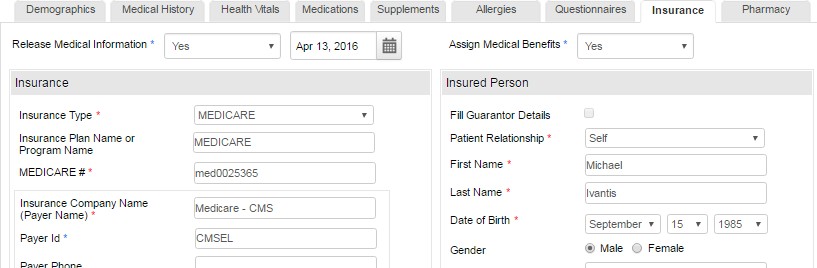 Demographics Medical History Health Vitals Medications Supplements Allergies Questionnaires Insurance Pharmacy
Release Medical Information * Yes Apr 13, 2016 Assign Medical Benefits * Yes
Insurance
Insurance Type * MEDICARE
Insurance Plan Name or
Program Name MEDICARE
MEDICARE # * med0025365
Insurance Company Name
(Payer Name) * Medicare - CMS
Payer Id * CMSEL
Payer Phone
Insured Person
Fill Guarantor Details
Patient Relationship * Self
First Name * Michael
Last Name * Ivantis
Date of Birth * September 15 1985
Gender Male Female